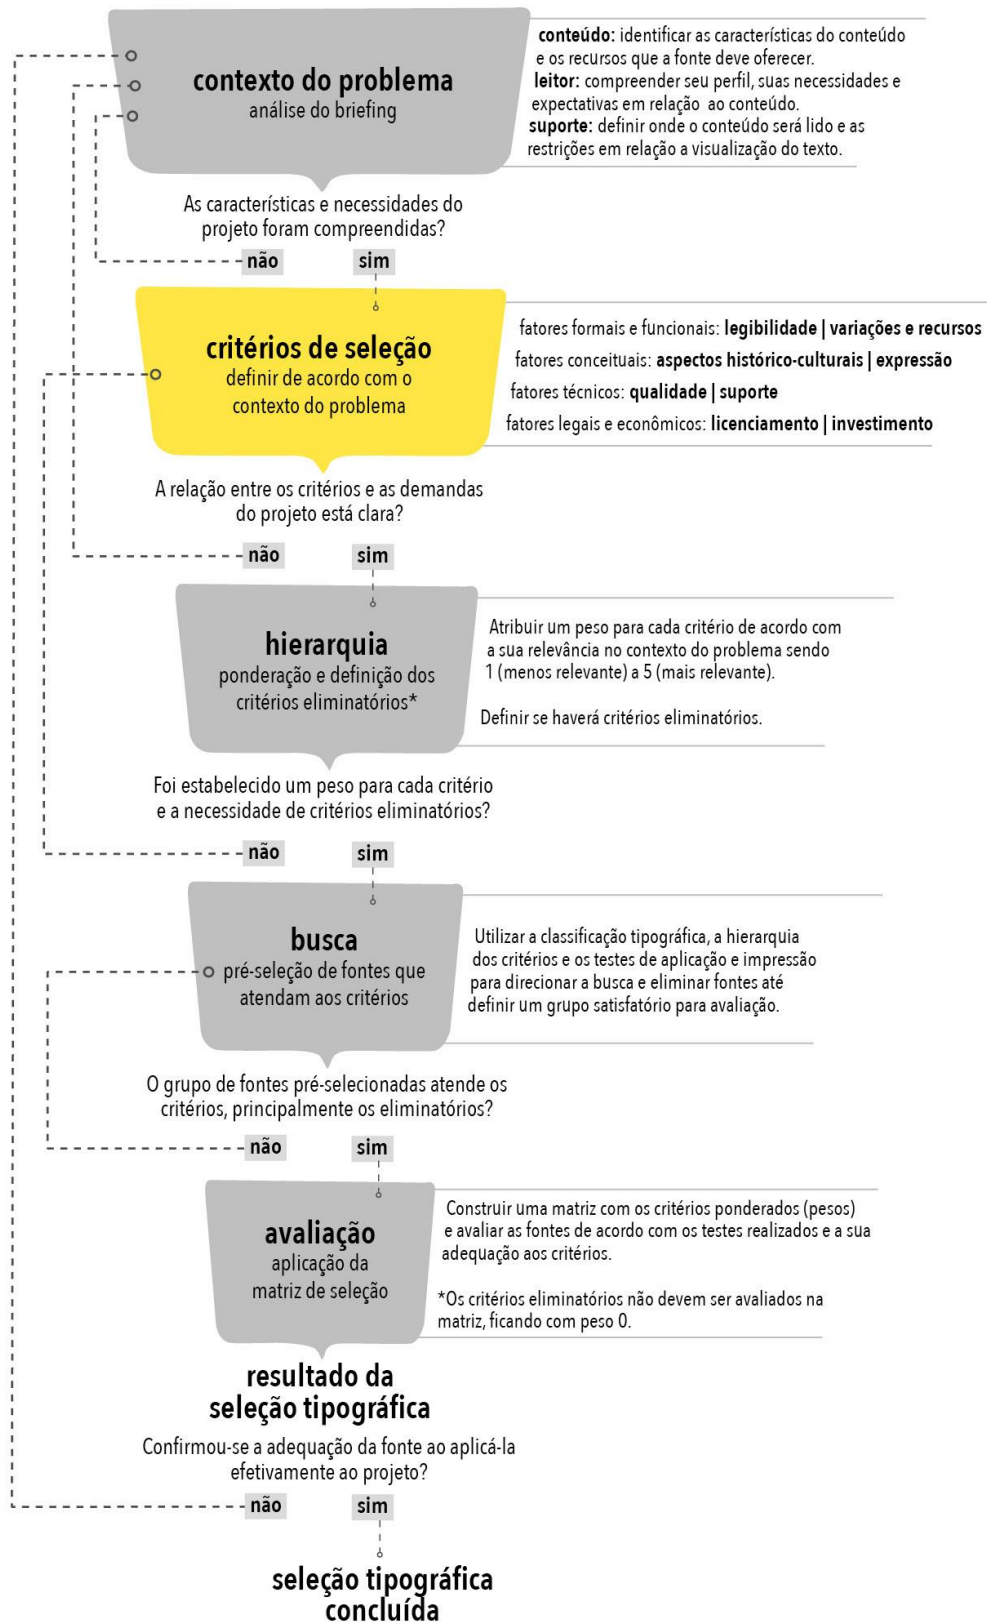 contexto do problema
análise do briefing
conteúdo: identificar as características do conteúdo
e os recursos que a fonte deve oferecer.
leitor: compreender seu perfil, suas necessidades e
expectativas em relação ao conteúdo.
suporte: definir onde o conteúdo será lido e as
restrições em relação a visualização do texto.
As características e necessidades do
projeto foram compreendidas?
não
sim
critérios de seleção
definir de acordo com o
contexto do problema
fatores formais e funcionais: legibilidade | variações e recursos
fatores conceituais: aspectos histórico-culturais | expressão
fatores técnicos: qualidade | suporte
fatores legais e econômicos: licenciamento | investimento
A relação entre os critérios e as demandas
do projeto está clara?
não
sim
hierarquia
ponderação e definição dos
critérios eliminatórios*
Atribuir um peso para cada critério de acordo com
a sua relevância no contexto do problema sendo
1 (menos relevante) a 5 (mais relevante).
Definir se haverá critérios eliminatórios.
Foi estabelecido um peso para cada critério
e a necessidade de critérios eliminatórios?
não
sim
busca
pré-seleção de fontes que
atendam aos critérios
Utilizar a classificação tipográfica, a hierarquia
dos critérios e os testes de aplicação e impressão
para direcionar a busca e eliminar fontes até
definir um grupo satisfatório para avaliação.
O grupo de fontes pré-selecionadas atende os
critérios, principalmente os eliminatórios?
não
sim
avaliação
aplicação da
matriz de seleção
Construir uma matriz com os critérios ponderados (pesos)
e avaliar as fontes de acordo com os testes realizados e a sua
adequação aos critérios.
*Os critérios eliminatórios não devem ser avaliados na
matriz, ficando com peso 0.
resultado da
seleção tipográfica
Confirmou-se a adequação da fonte ao aplicá-la
efetivamente ao projeto?
não
sim
seleção tipográfica
concluída